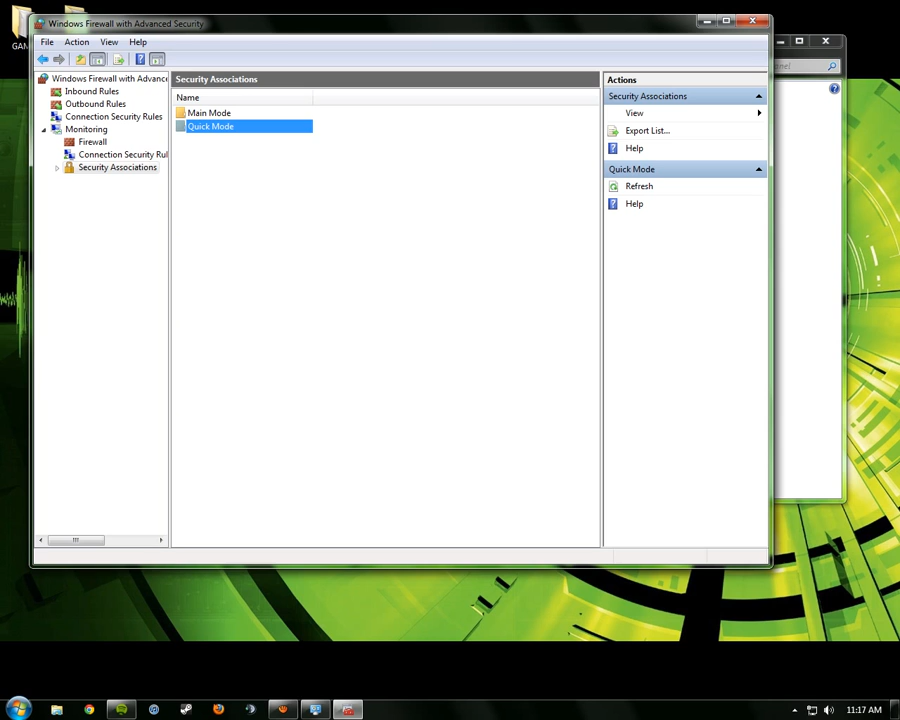 GAM
Windows Firewall with Advanced Security
File Action View Help
Windows Firewall with Advance
Inbound Rules
Outbound Rules
Connection Security Rules
Monitoring
Firewall
Connection Security Rul
Security Associations
Security Associations
Name
Main Mode
Quick Mode
Actions
Security Associations
View
Export List...
Help
Quick Mode
Refresh
Help
11:17 AM